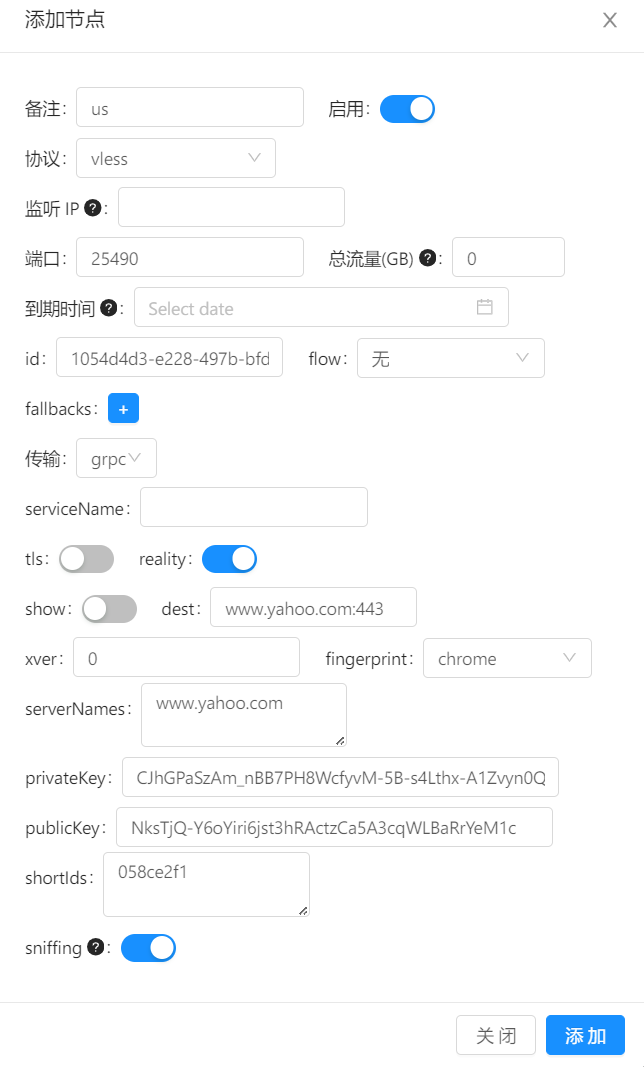 添加节点
备注: us 启用:
协议: vless
监听 IP ?:
端口: 25490 总流量(GB) ?: 0
到期时间 ?: Select date
id: 1054d4d3-e228-497b-bfd flow: 无
fallbacks: +
传输: grpc
serviceName:
tls: reality:
show: dest: www.yahoo.com:443
xver: 0 fingerprint: chrome
serverNames: www.yahoo.com
privateKey: CJhGPaSzAm_nBB7PH8WcfyvM-5B-s4Lthx-A1Zvyn0Q
publicKey: NksTjQ-Y6oYiri6jst3hRActzCa5A3cqWLBaRrYeM1c
shortIds: 058ce2f1
sniffing ?:
关 闭 添 加